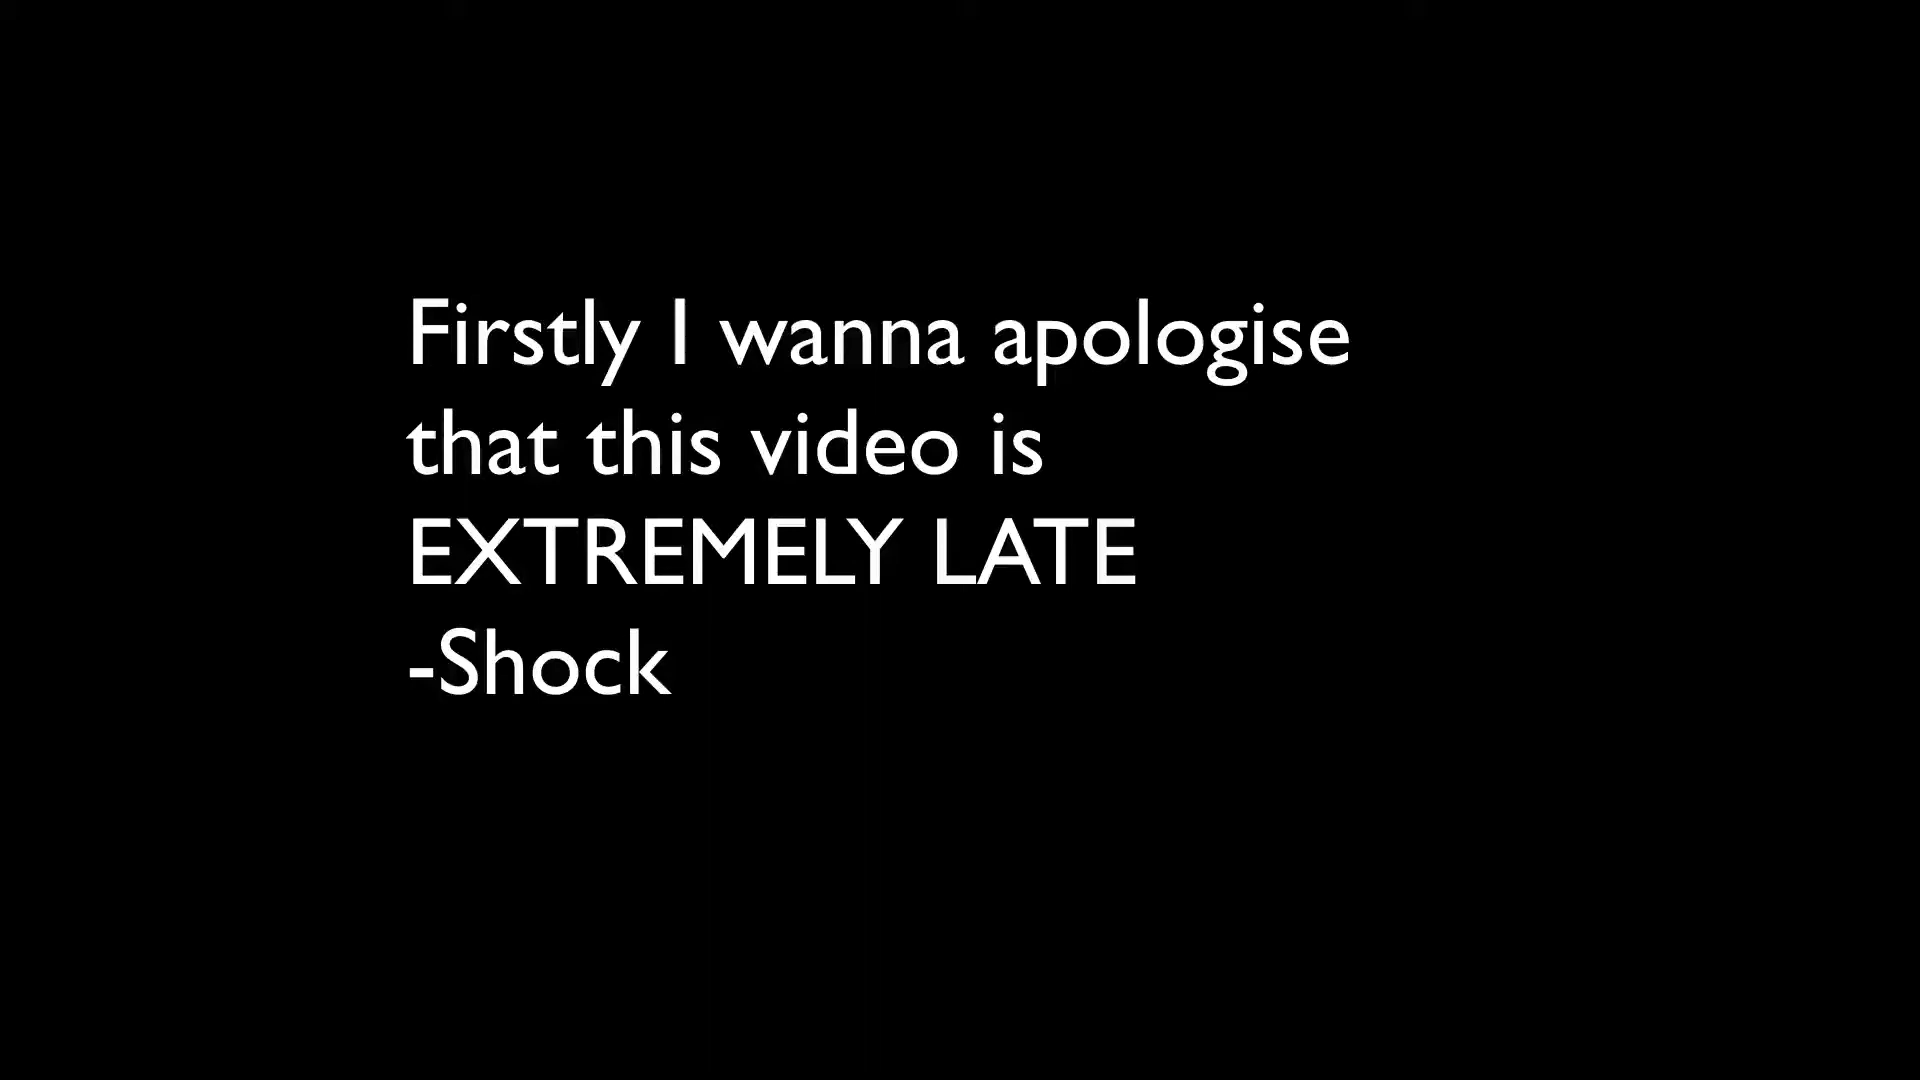 Firstly I wanna apologise
that this video is
EXTREMELY LATE
-Shock